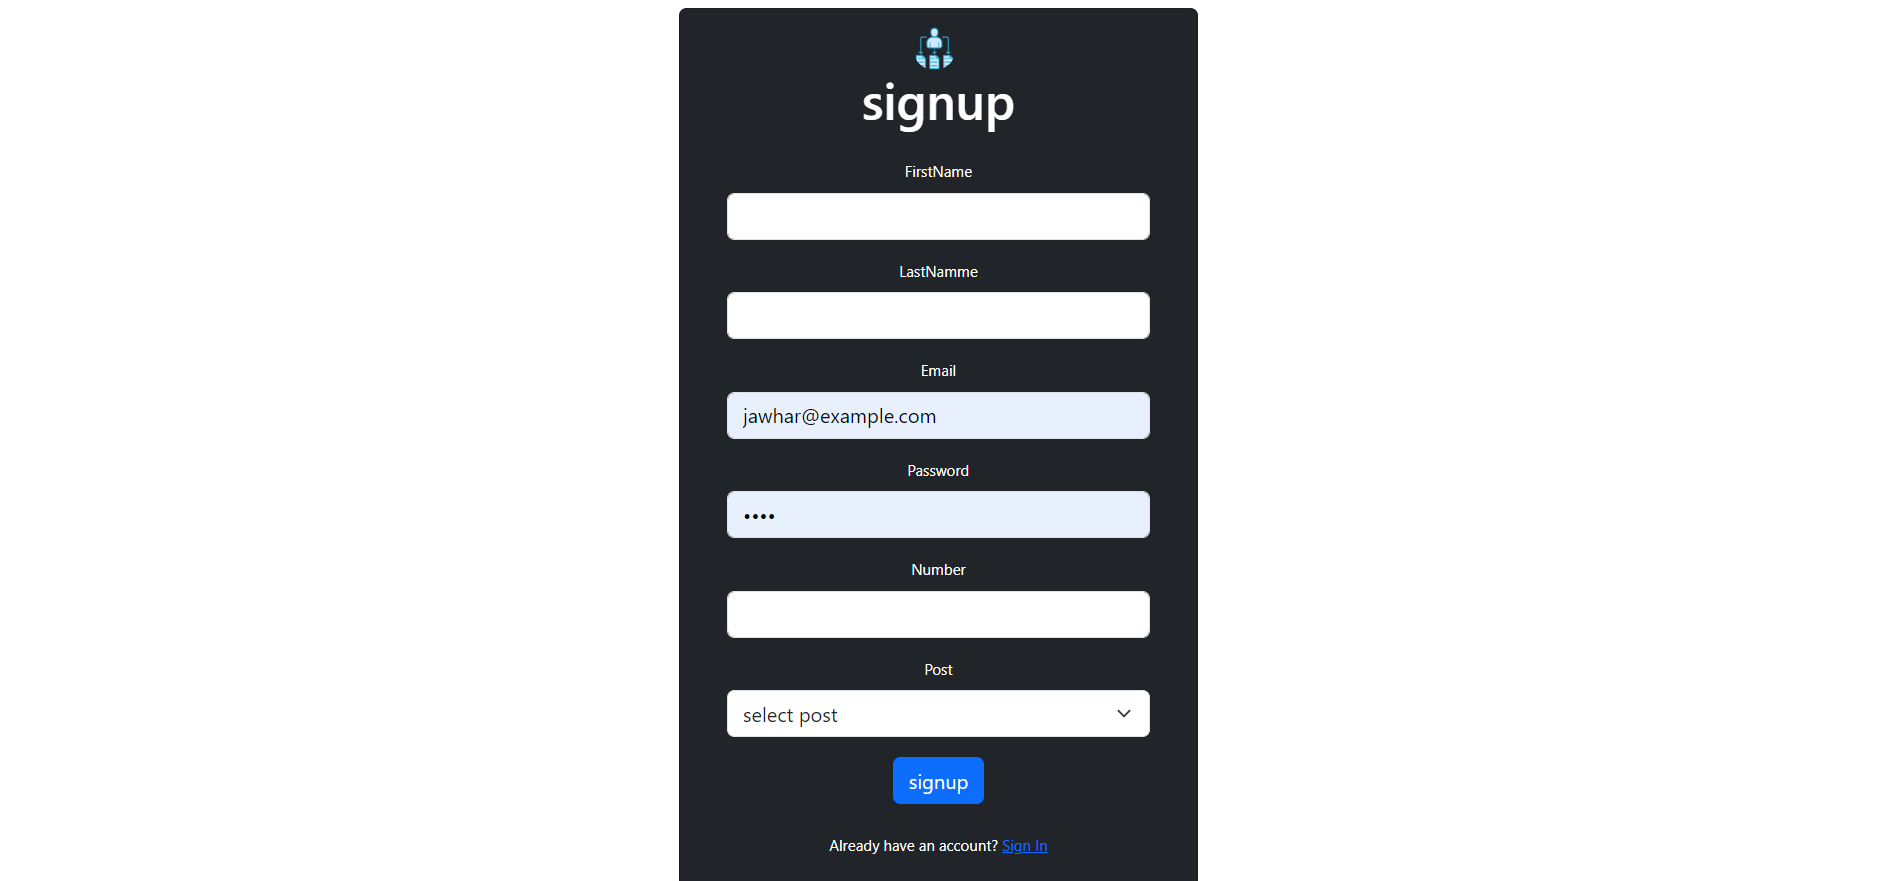 signup
FirstName
LastNamme
Email
jawhar@example.com
Password
••••
Number
Post
select post
signup
Already have an account? Sign In